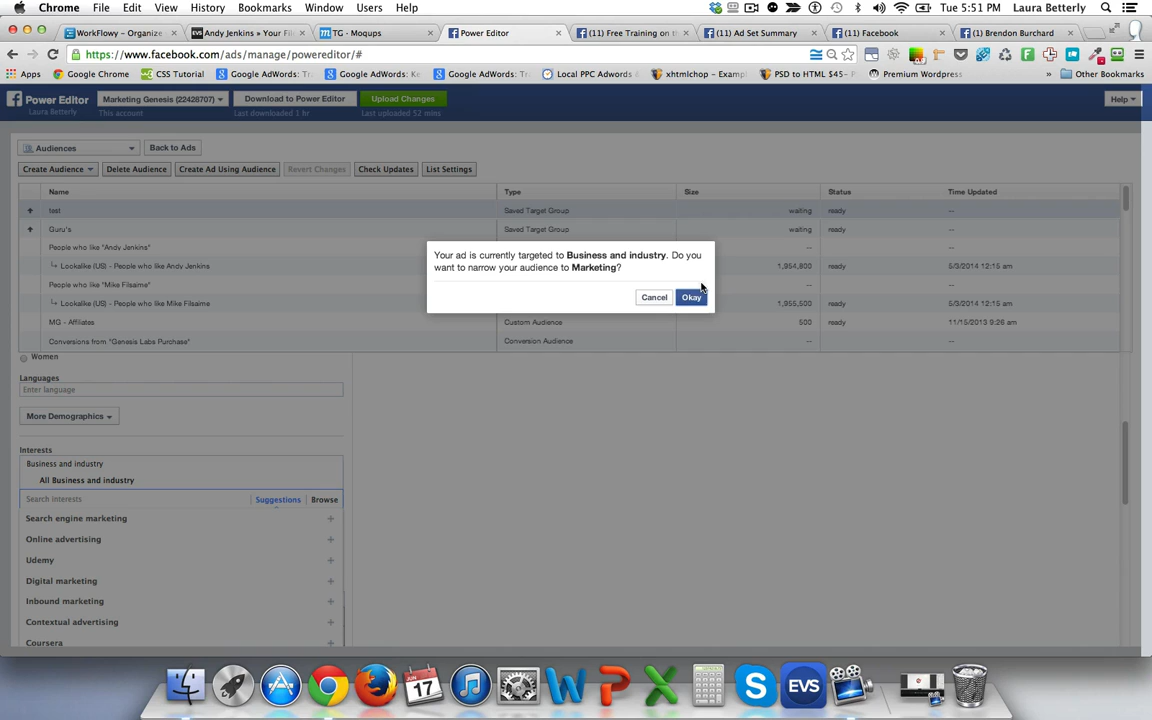 Chrome File Edit View History Bookmarks Window Users Help Tue 5:51 PM Laura Betterly
WorkFlowy – Organize
Andy Jenkins » Your Fi
TG - Moqups
Power Editor
(11) Free Training on th
(11) Ad Set Summary
(11) Facebook
(1) Brendon Burchard
https://www.facebook.com/ads/manage/powereditor/#
Apps Google Chrome CSS Tutorial Google AdWords: Google AdWords: Ke Google AdWords: Local PPC Adwords xhtmlchop – Exampl PSD to HTML $45– P Premium Wordpress » Other Bookmarks
Power Editor
Laura Betterly
Marketing Genesis (22428707)
This account
Download to Power Editor
Last downloaded 1 hr
Upload Changes
Last uploaded 52 mins
Help
Audiences Back to Ads
Create Audience Delete Audience Create Ad Using Audience Revert Changes Check Updates List Settings
Name Type Size Status Time Updated
test Saved Target Group waiting ready --
Guru's Saved Target Group waiting ready --
People who like "Andy Jenkins" -- --
Lookalike (US) - People who like Andy Jenkins 1,954,800 ready 5/3/2014 12:15 am
People who like "Mike Filsaime" -- --
Lookalike (US) - People who like Mike Filsaime 1,955,500 ready 5/3/2014 12:15 am
MG - Affiliates Custom Audience 500 ready 11/15/2013 9:26 am
Conversions from "Genesis Labs Purchase" Conversion Audience -- --
Your ad is currently targeted to Business and industry. Do you
want to narrow your audience to Marketing?
Cancel Okay
Women
Languages
Enter language
More Demographics
Interests
Business and industry
All Business and industry
Search interests Suggestions Browse
Search engine marketing +
Online advertising +
Udemy +
Digital marketing +
Inbound marketing +
Contextual advertising +
Coursera
JUN
17
EVS